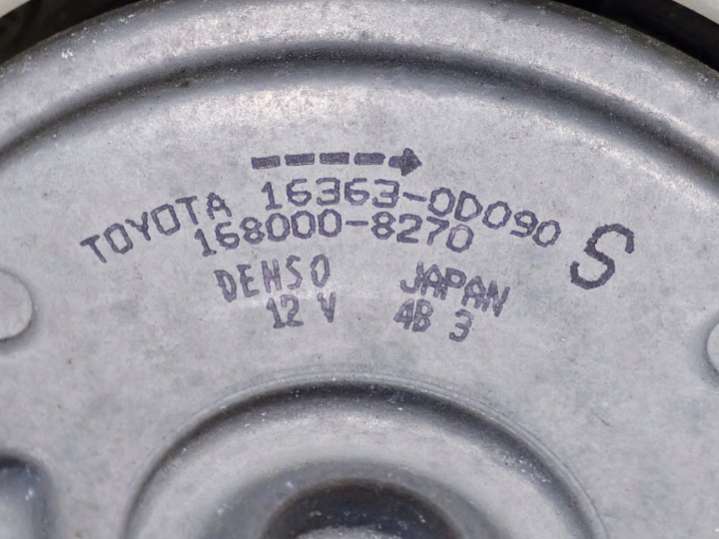 TOYOTA 16363-0D090 S
168000-8270
DENSO JAPAN
12 V 4B 3